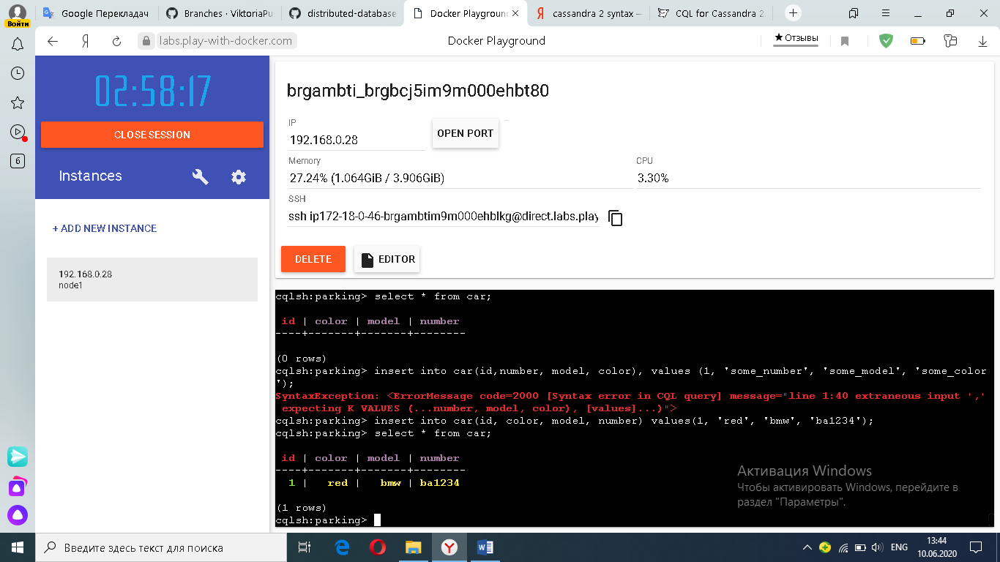 Войти
Google Перекладач
Branches · ViktoriaPu
distributed-database
Docker Playground
cassandra 2 syntax —
CQL for Cassandra 2.
labs.play-with-docker.com
Docker Playground
★Отзывы
6
02:58:17
CLOSE SESSION
Instances
+ ADD NEW INSTANCE
192.168.0.28
node1
brgambti_brgbcj5im9m000ehbt80
IP
192.168.0.28
OPEN PORT
Memory
27.24% (1.064GiB / 3.906GiB)
CPU
3.30%
SSH
ssh ip172-18-0-46-brgambtim9m000ehblkg@direct.labs.play
DELETE
EDITOR
cqlsh:parking> select * from car;
id | color | model | number
----+-------+-------+--------
(0 rows)
cqlsh:parking> insert into car(id,number, model, color), values (1, 'some_number', 'some_model', 'some_color
');
SyntaxException: <ErrorMessage code=2000 [Syntax error in CQL query] message="line 1:40 extraneous input ','
expecting K_VALUES (...number, model, color), [values]...)">
cqlsh:parking> insert into car(id, color, model, number) values(1, 'red', 'bmw', 'ba1234');
cqlsh:parking> select * from car;
id | color | model | number
----+-------+-------+--------
1 | red | bmw | ba1234
(1 rows)
cqlsh:parking>
Активация Windows
Чтобы активировать Windows, перейдите в
раздел "Параметры".
Введите здесь текст для поиска
ENG
13:44
10.06.2020